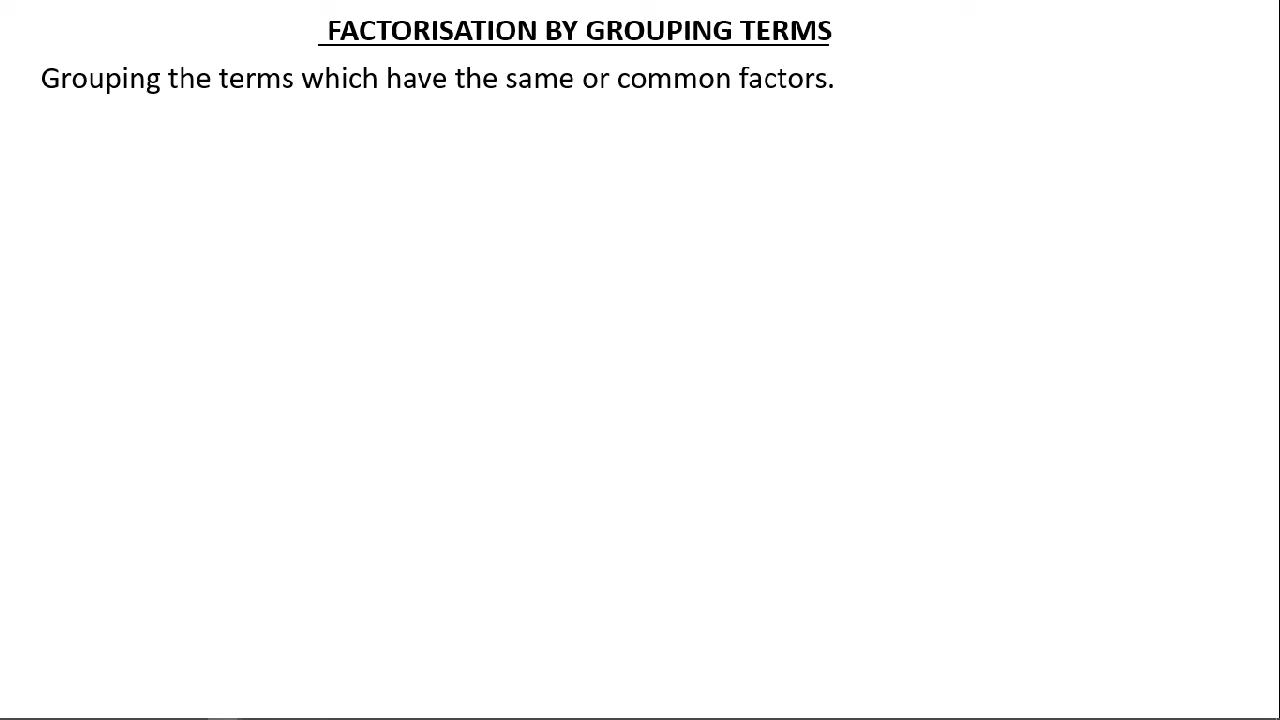 FACTORISATION BY GROUPING TERMS
Grouping the terms which have the same or common factors.